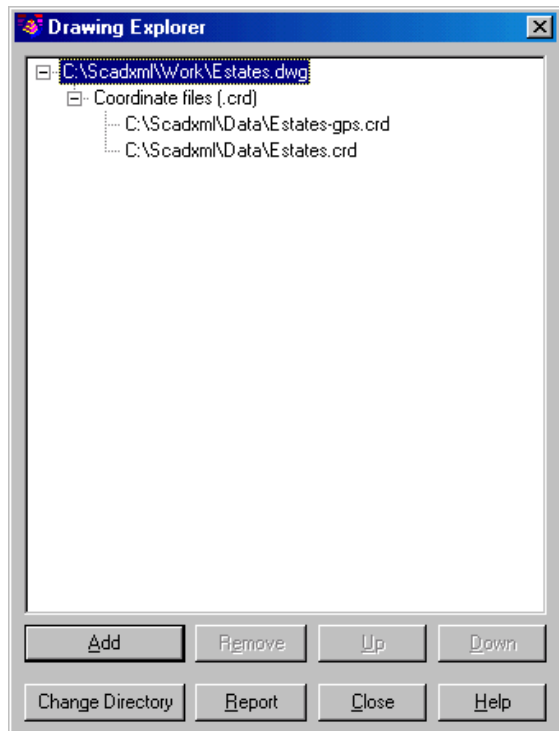 Drawing Explorer
C:\Scadxml\Work\Estates.dwg
Coordinate files (.crd)
C:\Scadxml\Data\Estates-gps.crd
C:\Scadxml\Data\Estates.crd
Add Remove Up Down
Change Directory Report Close Help